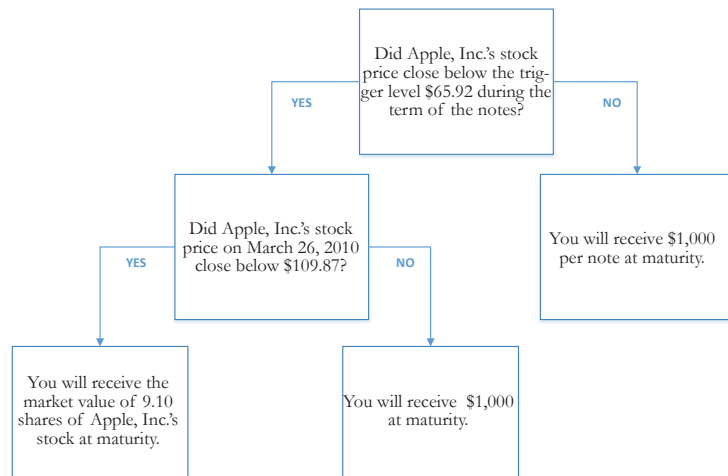 Did Apple, Inc.'s stock
price close below the trig-
ger level $65.92 during the
term of the notes?
YES
NO
Did Apple, Inc.'s stock
price on March 26, 2010
close below $109.87?
You will receive $1,000
per note at maturity.
YES
NO
You will receive the
market value of 9.10
shares of Apple, Inc.'s
stock at maturity.
You will receive $1,000
at maturity.